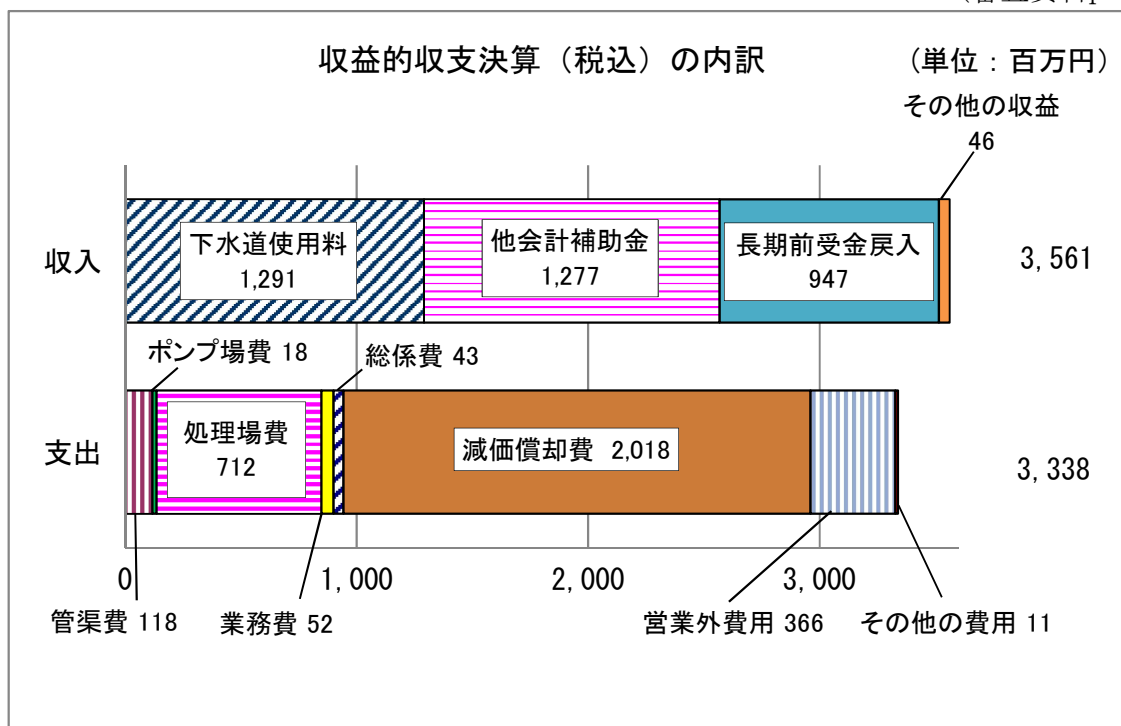 収益的収支決算（税込）の内訳
（単位：百万円）
その他の収益
46
収入
下水道使用料
1,291
他会計補助金
1,277
長期前受金戻入
947
3,561
ポンプ場費 18
総係費 43
支出
処理場費
712
減価償却費 2,018
3,338
0
1,000
2,000
3,000
管渠費 118
業務費 52
営業外費用 366
その他の費用 11